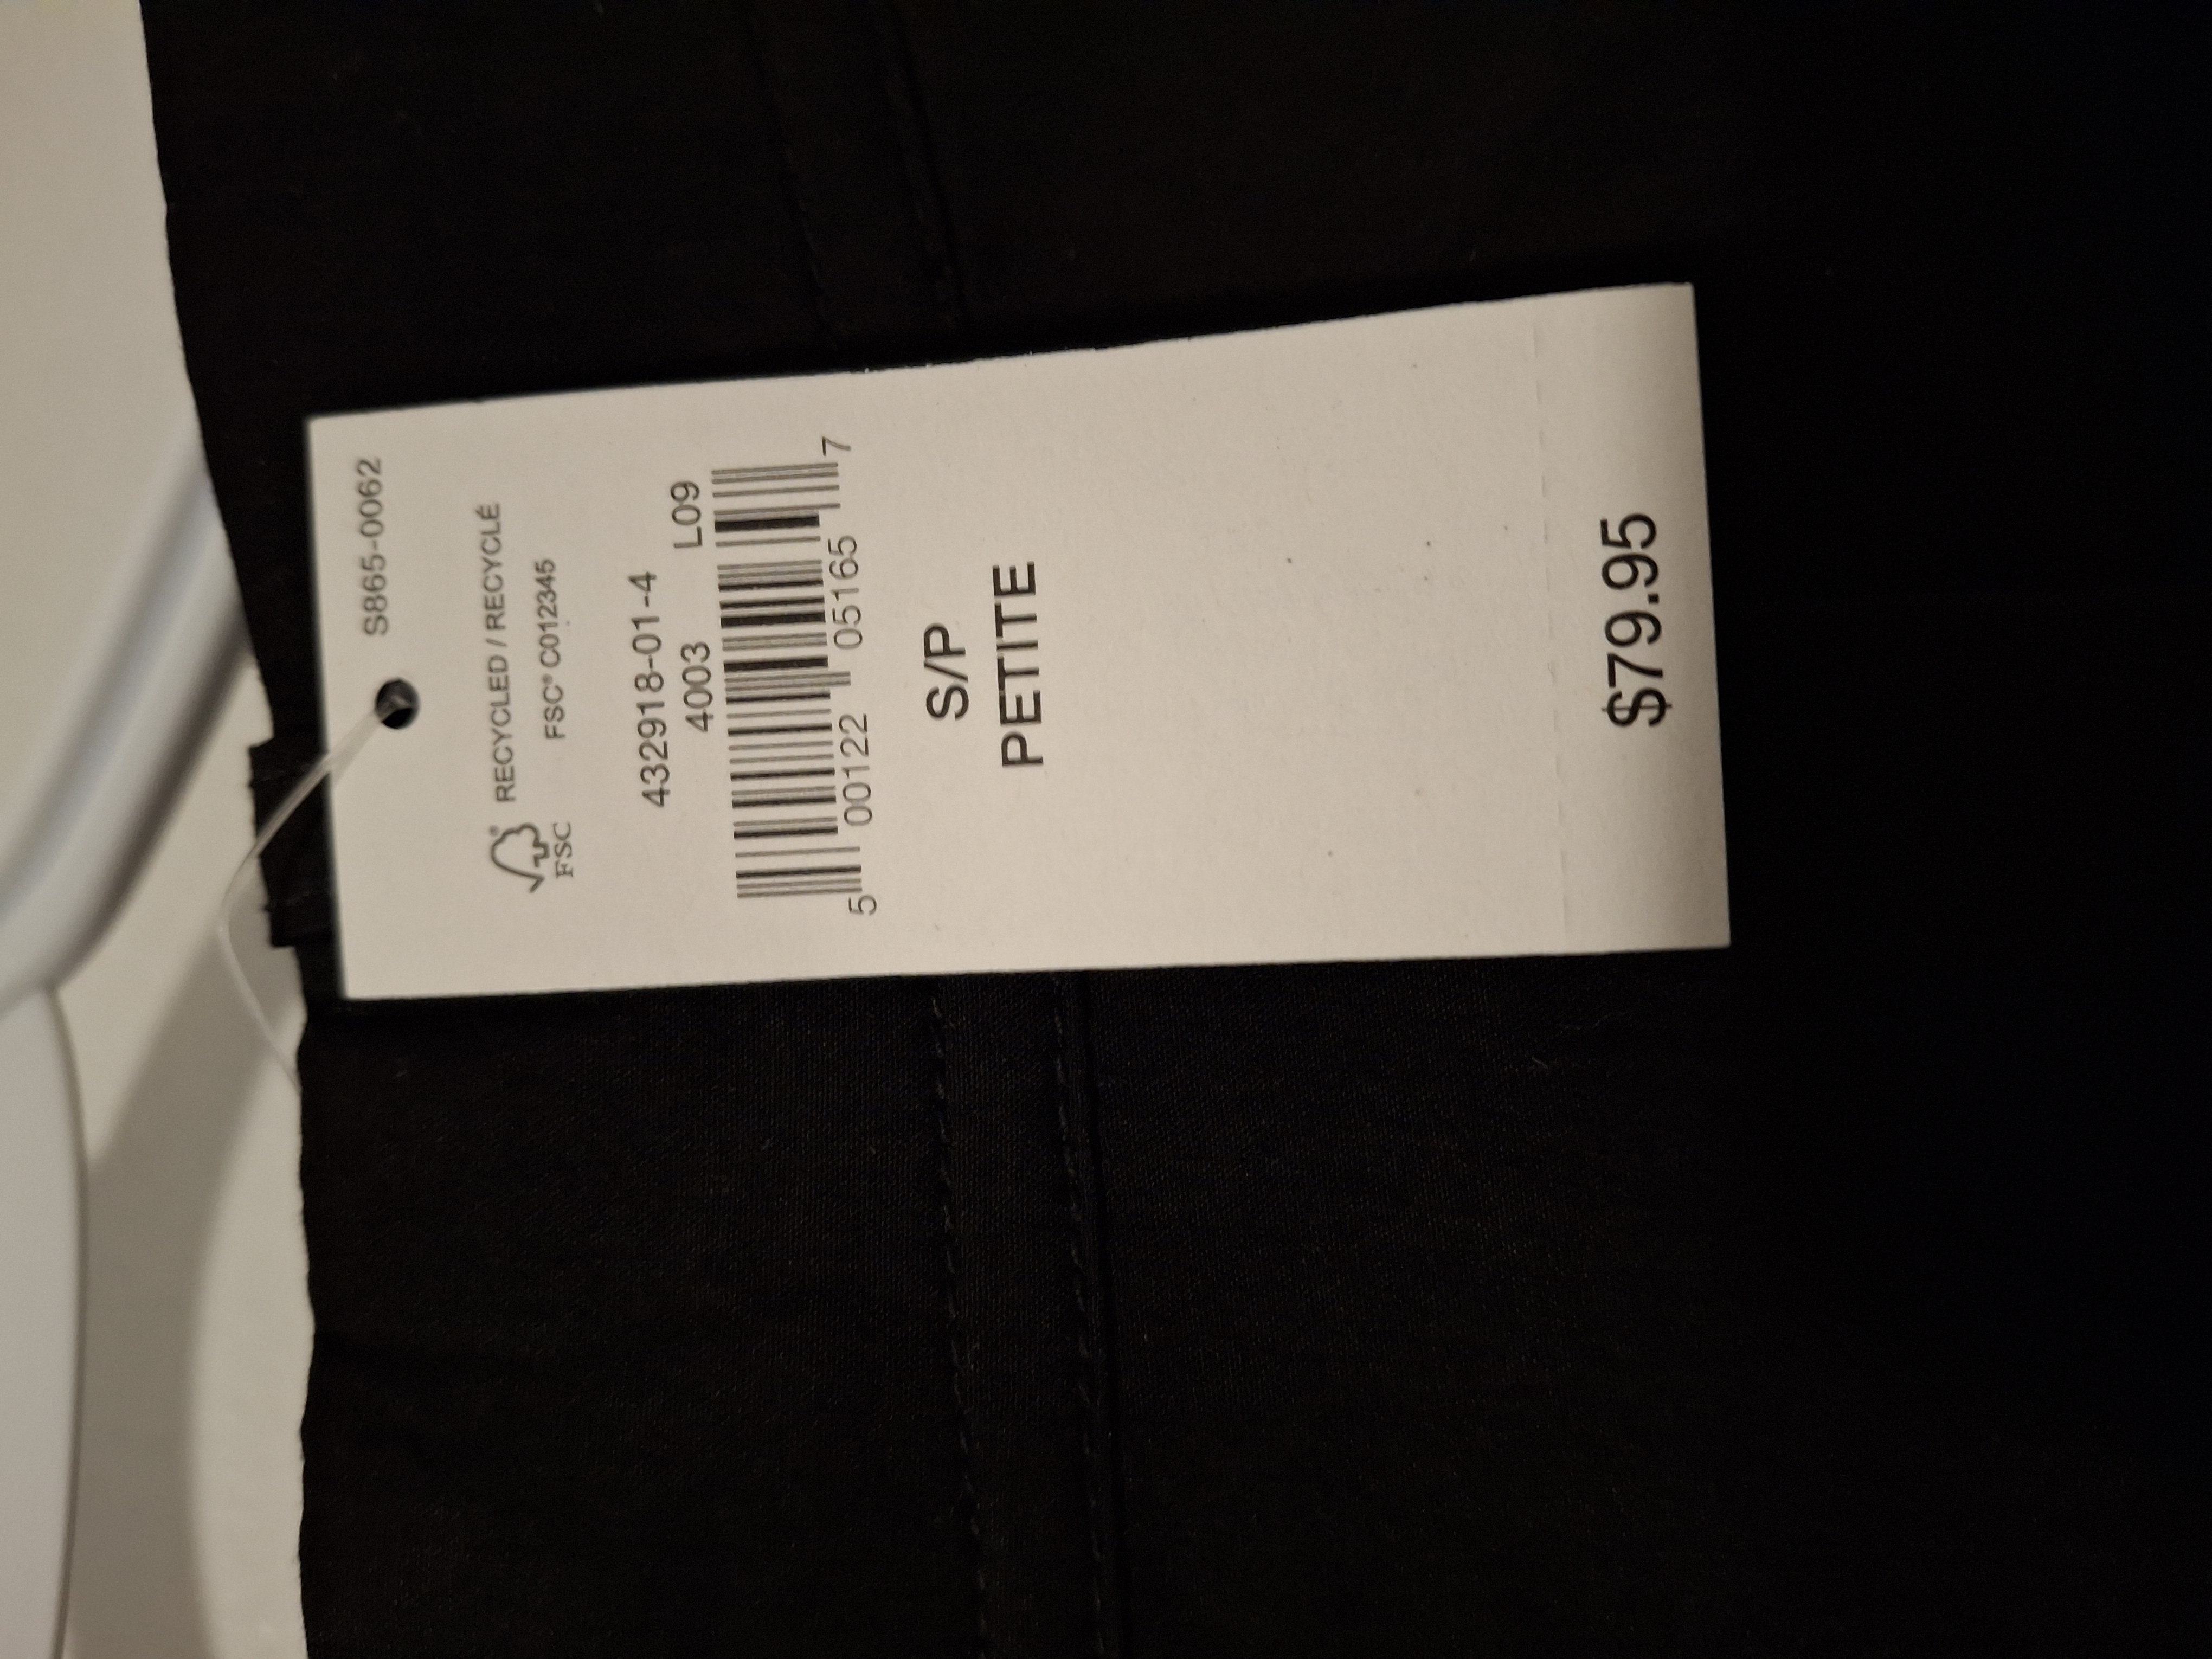 S865-0062
RECYCLED / RECYCLÉ
FSC® C012345
FSC
432918-01-4
4003 L09
5 00122 05165 7
S/P
PETITE
$79.95